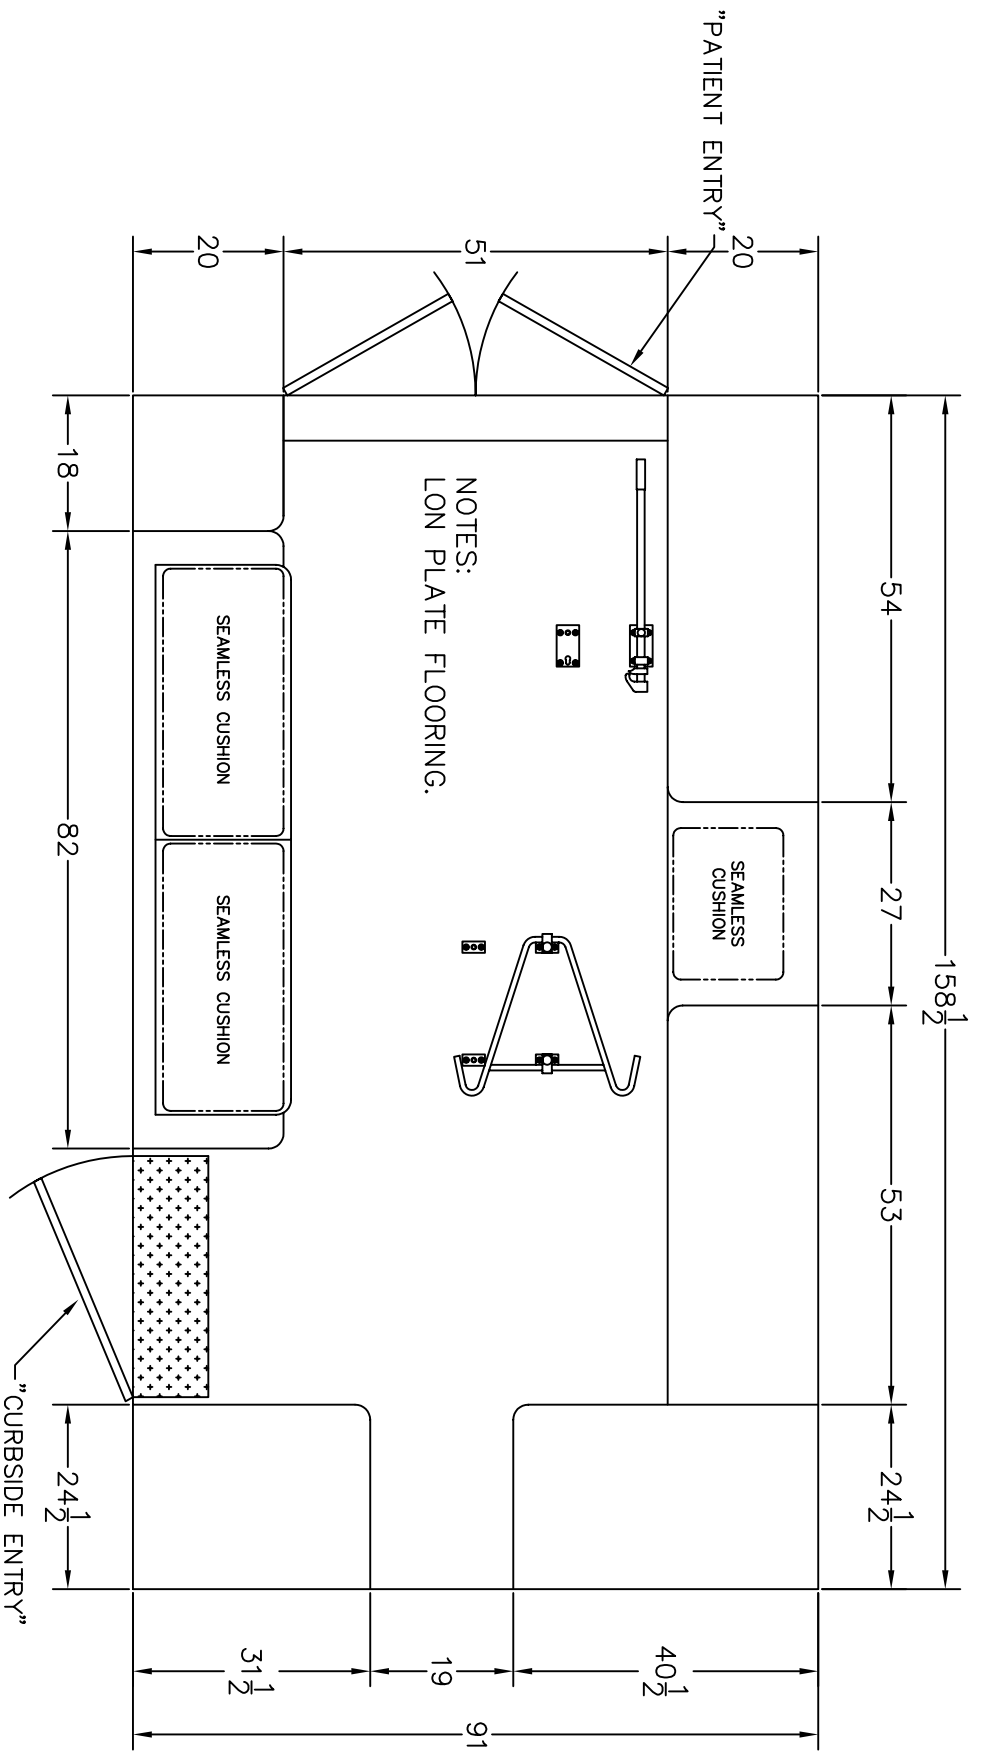 "PATIENT ENTRY"
20
51
20
158 1/2
54
27
53
24 1/2
NOTES:
LON PLATE FLOORING.
SEAMLESS
CUSHION
SEAMLESS CUSHION
SEAMLESS CUSHION
18
82
24 1/2
"CURBSIDE ENTRY"
40 1/2
19
31 1/2
91